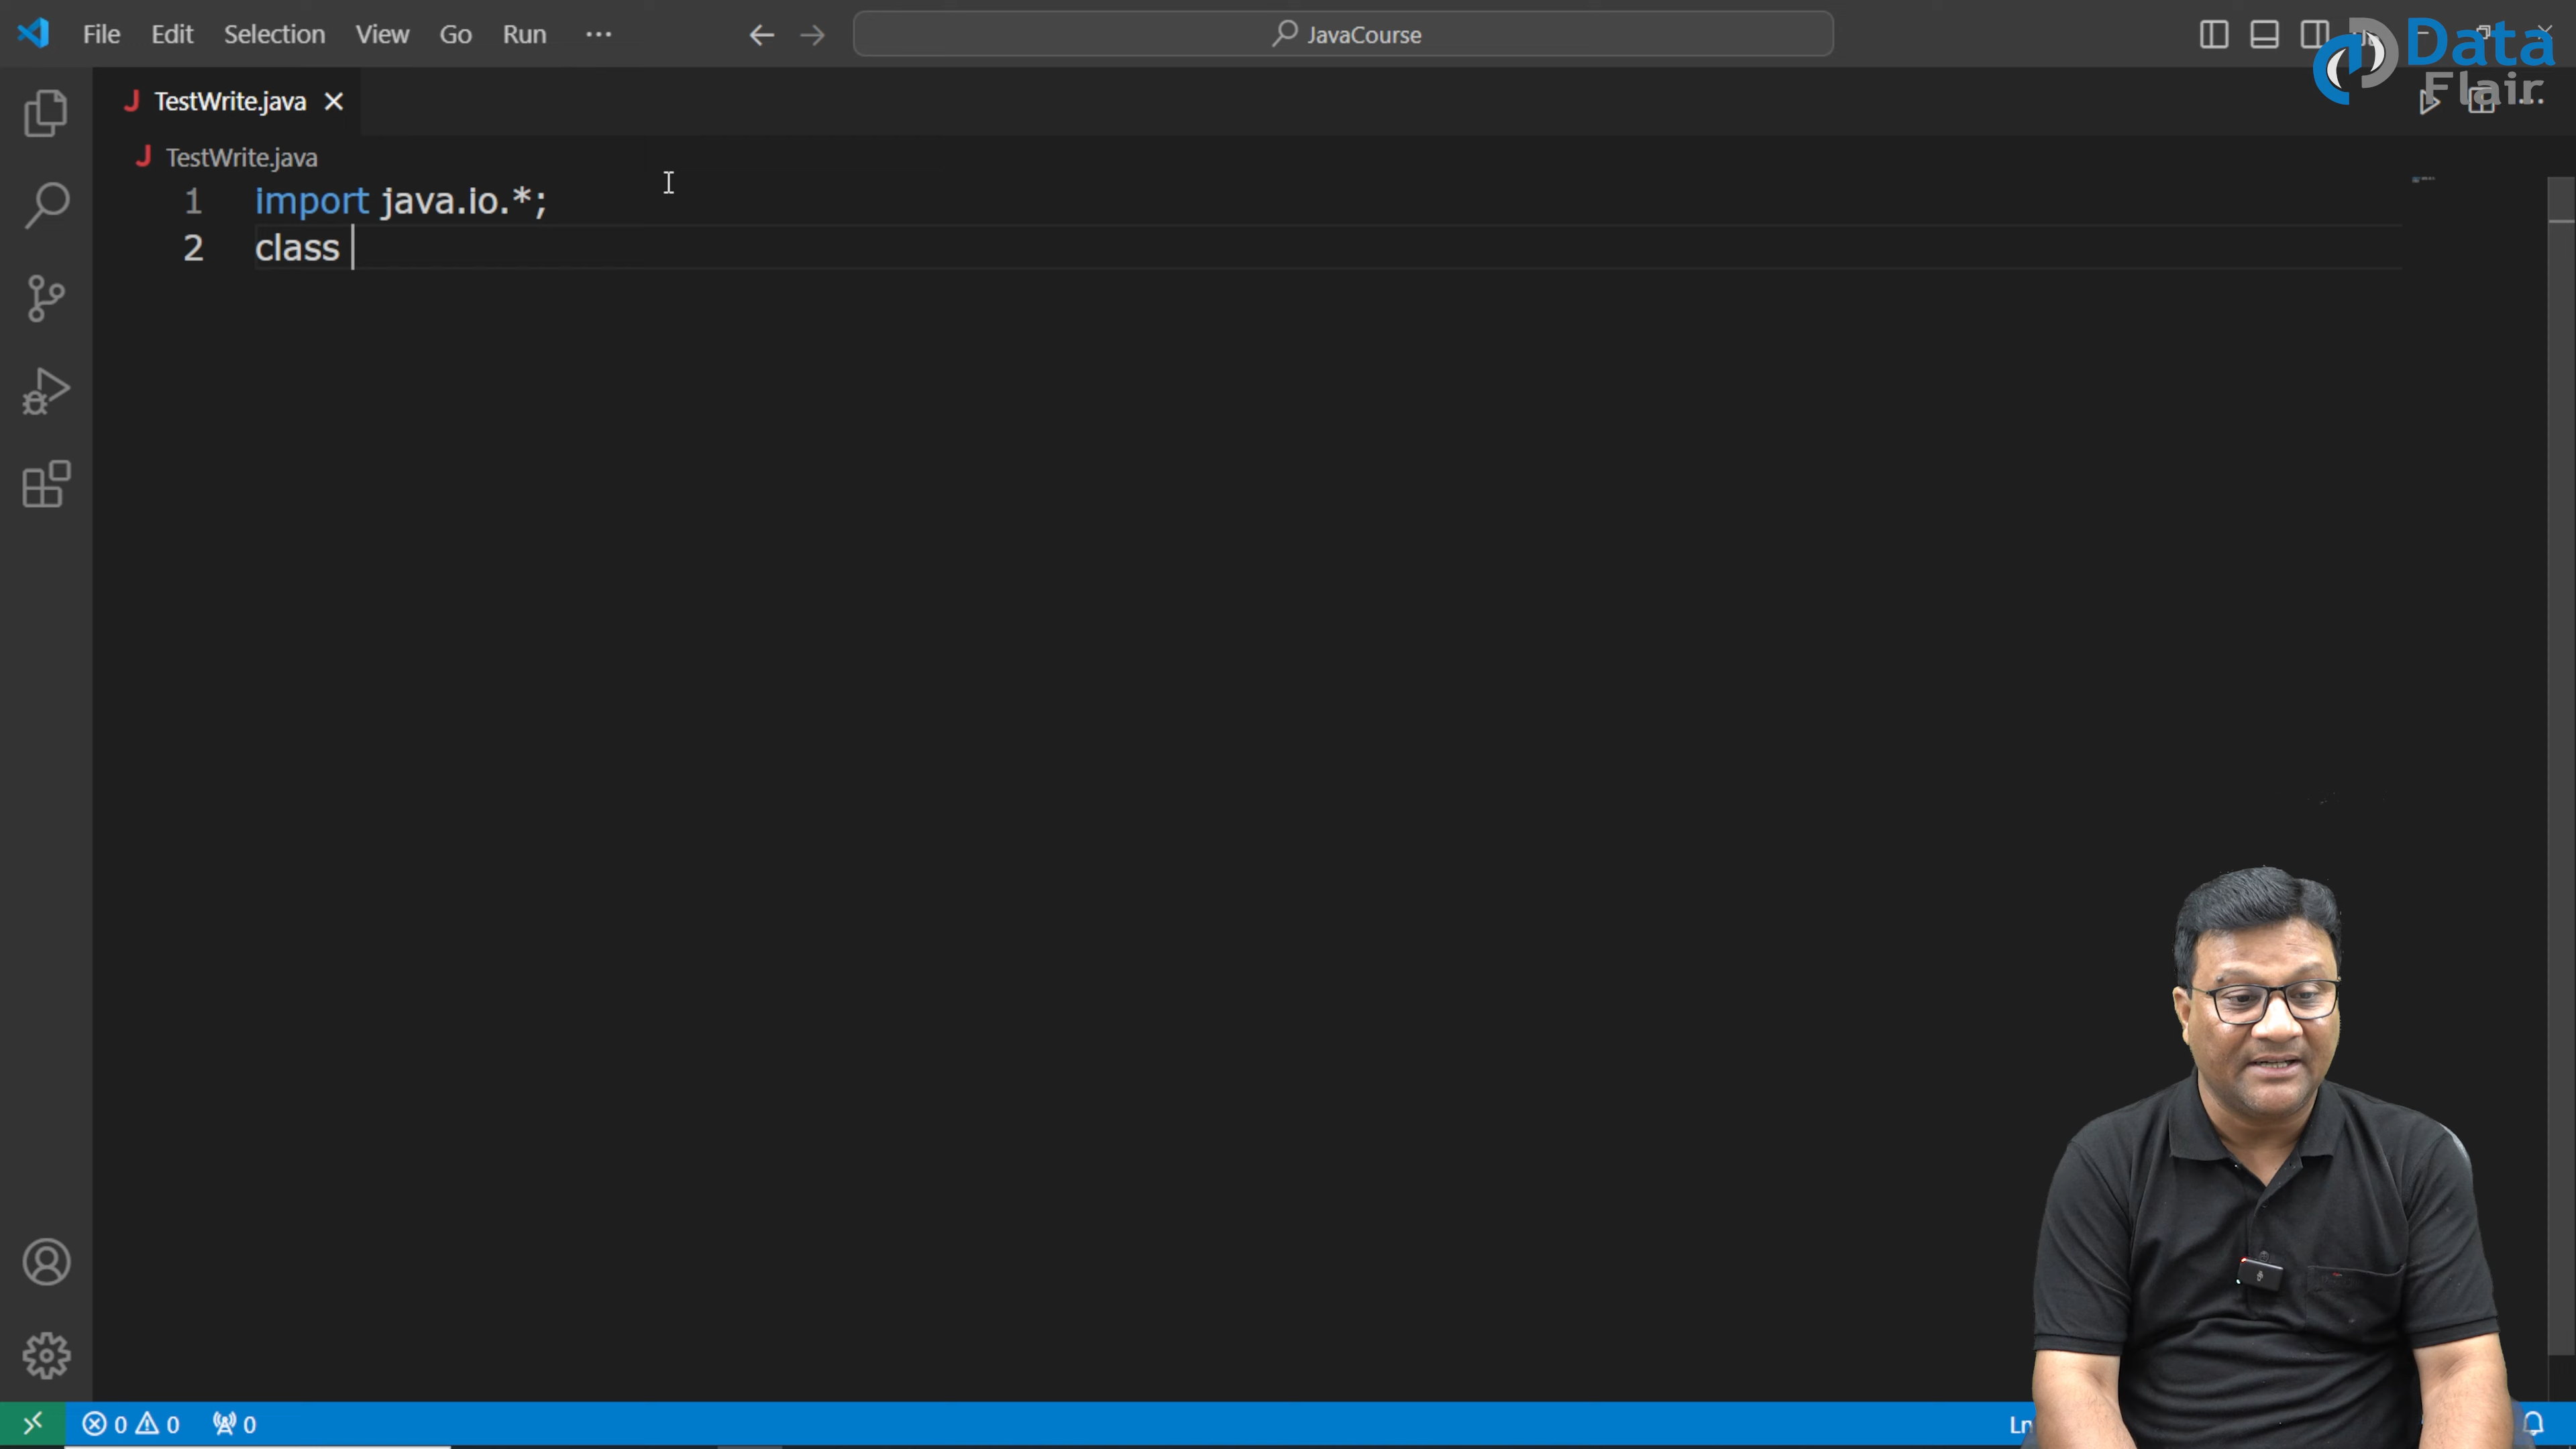 File Edit Selection View Go Run ···
JavaCourse
Data
Flair
TestWrite.java
TestWrite.java
1 import java.io.*;
2 class
0 0 0
Ln